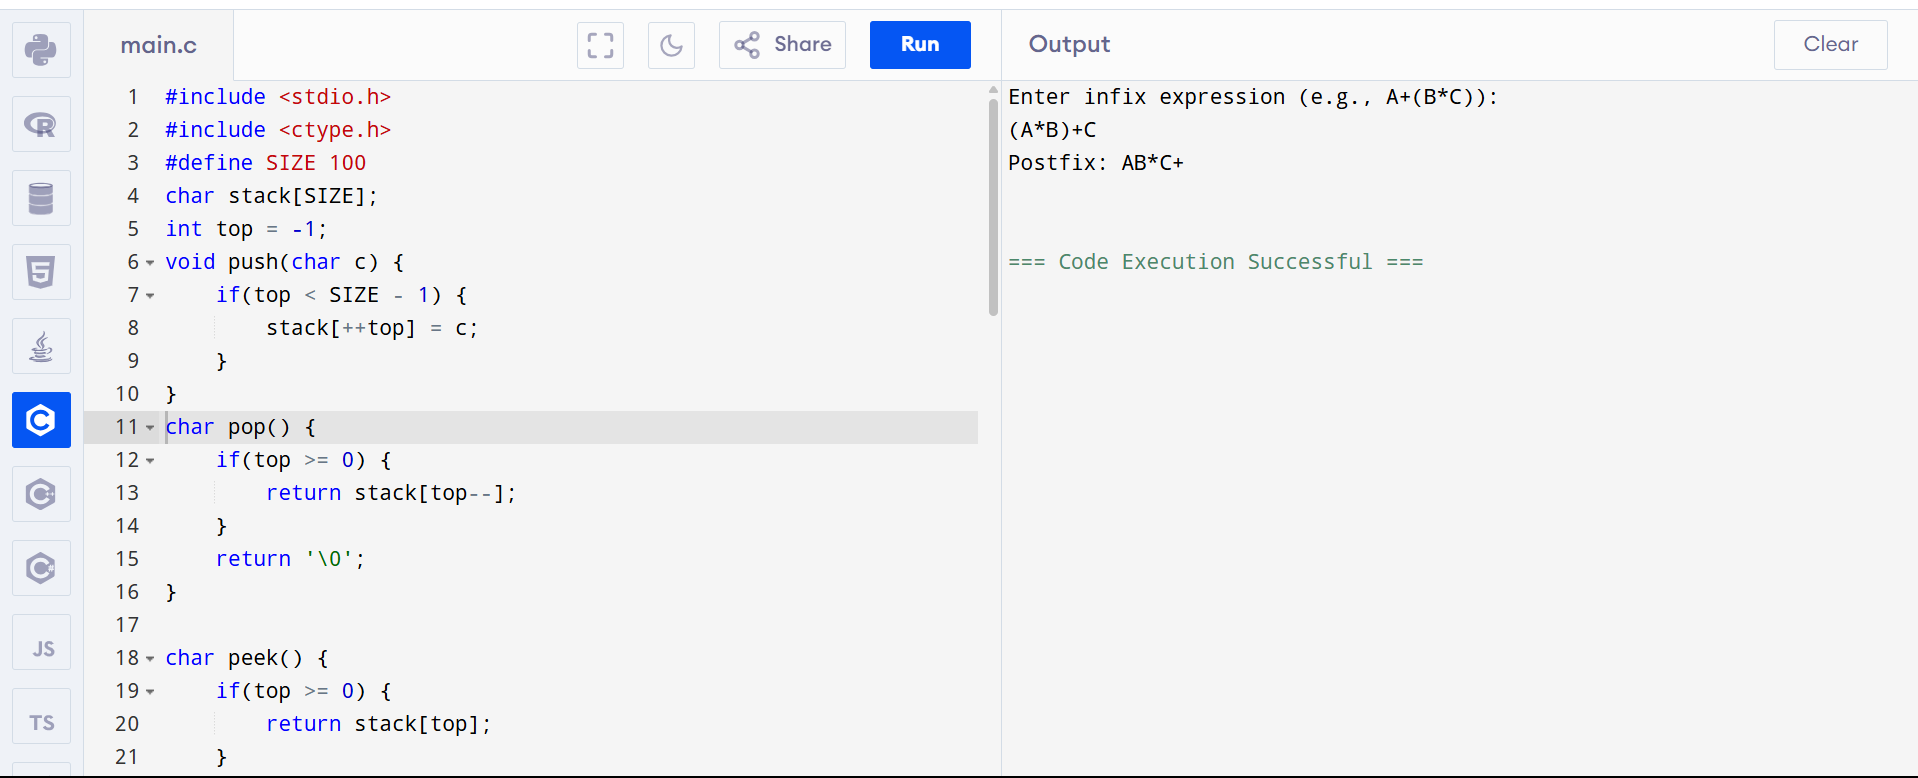 main.c
Share
Run
Output
Clear
1 #include <stdio.h>
2 #include <ctype.h>
3 #define SIZE 100
4 char stack[SIZE];
5 int top = -1;
6 void push(char c) {
7     if(top < SIZE - 1) {
8         stack[++top] = c;
9     }
10 }
11 char pop() {
12     if(top >= 0) {
13         return stack[top--];
14     }
15     return '\0';
16 }
17
18 char peek() {
19     if(top >= 0) {
20         return stack[top];
21     }
Enter infix expression (e.g., A+(B*C)):
(A*B)+C
Postfix: AB*C+
=== Code Execution Successful ===
R
5
C
C++
C#
JS
TS